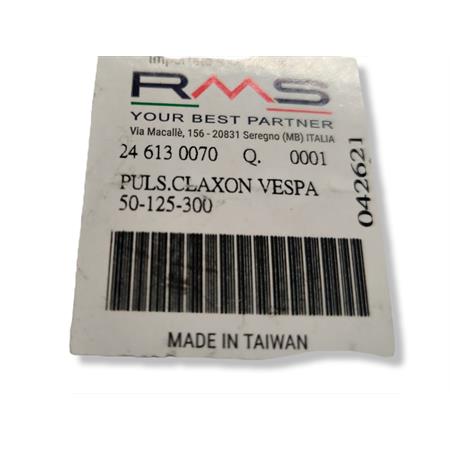 RMS
YOUR BEST PARTNER
Via Macallè, 156 - 20831 Seregno (MB) ITALIA
24 613 0070 Q. 0001
PULS.CLAXON VESPA
50-125-300
042621
MADE IN TAIWAN